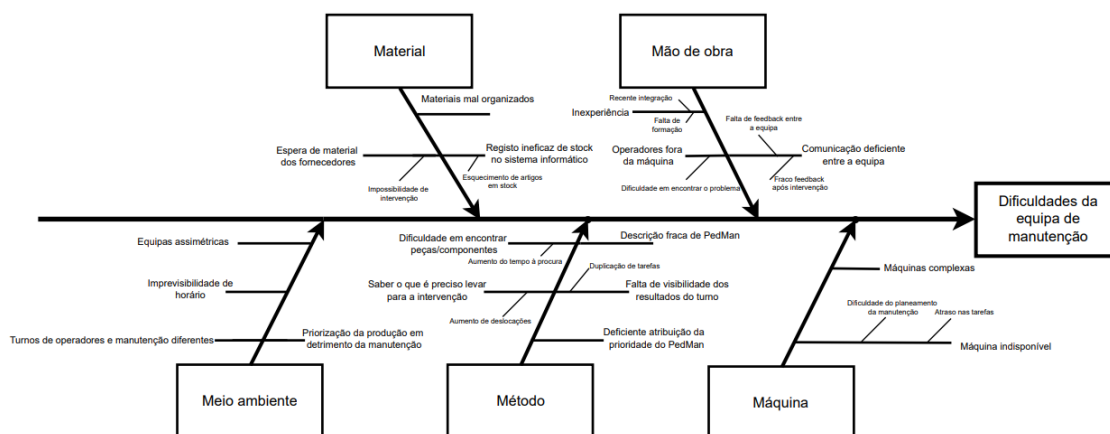 Material
Mão de obra
Materiais mal organizados
Recente integração
Inexperiência
Falta de
formação
Falta de feedback entre
a equipa
Espera de material
dos fornecedores
Registo ineficaz de stock
no sistema informático
Operadores fora
da máquina
Comunicação deficiente
entre a equipa
Impossibilidade de
intervenção
Esquecimento de artigos
em stock
Dificuldade em encontrar o problema
Fraco feedback
após intervenção
Dificuldades da
equipa de
manutenção
Equipas assimétricas
Dificuldade em encontrar
peças/componentes
Descrição fraca de PedMan
Aumento do tempo à procura
Duplicação de tarefas
Máquinas complexas
Imprevisibilidade de
horário
Saber o que é preciso levar
para a intervenção
Falta de visibilidade dos
resultados do turno
Dificuldade do planeamento
da manutenção
Atraso nas tarefas
Aumento de deslocações
Turnos de operadores e manutenção diferentes
Priorização da produção em
detrimento da manutenção
Deficiente atribuição da
prioridade do PedMan
Máquina indisponível
Meio ambiente
Método
Máquina